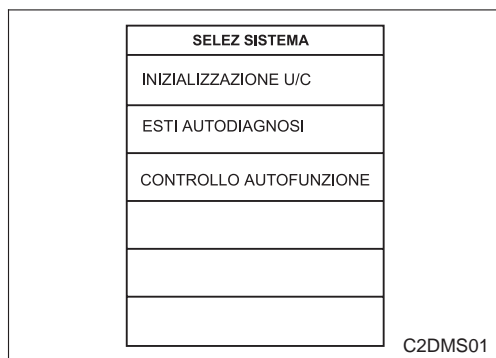 SELEZ SISTEMA
INIZIALIZZAZIONE U/C
ESTI AUTODIAGNOSI
CONTROLLO AUTOFUNZIONE
C2DMS01